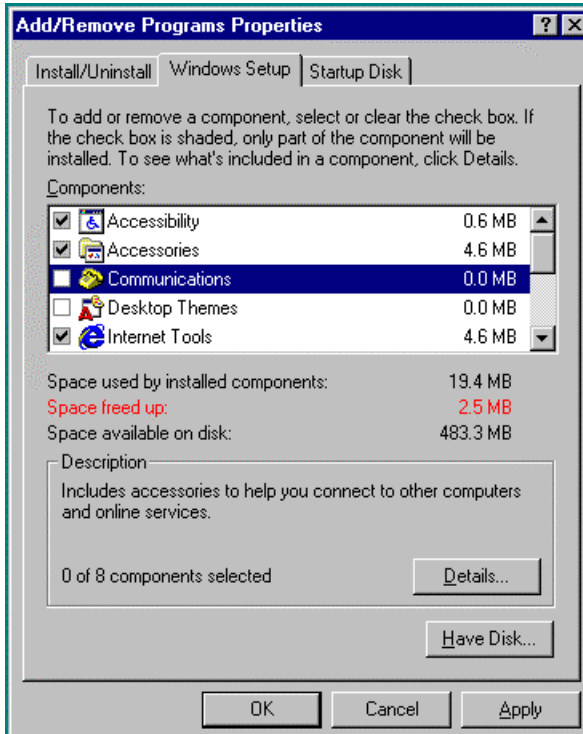 Add/Remove Programs Properties
Install/Uninstall Windows Setup Startup Disk
To add or remove a component, select or clear the check box. If
the check box is shaded, only part of the component will be
installed. To see what's included in a component, click Details.
Components:
Accessibility 0.6 MB
Accessories 4.6 MB
Communications 0.0 MB
Desktop Themes 0.0 MB
Internet Tools 4.6 MB
Space used by installed components: 19.4 MB
Space freed up: 2.5 MB
Space available on disk: 483.3 MB
Description
Includes accessories to help you connect to other computers
and online services.
0 of 8 components selected Details...
Have Disk...
OK Cancel Apply